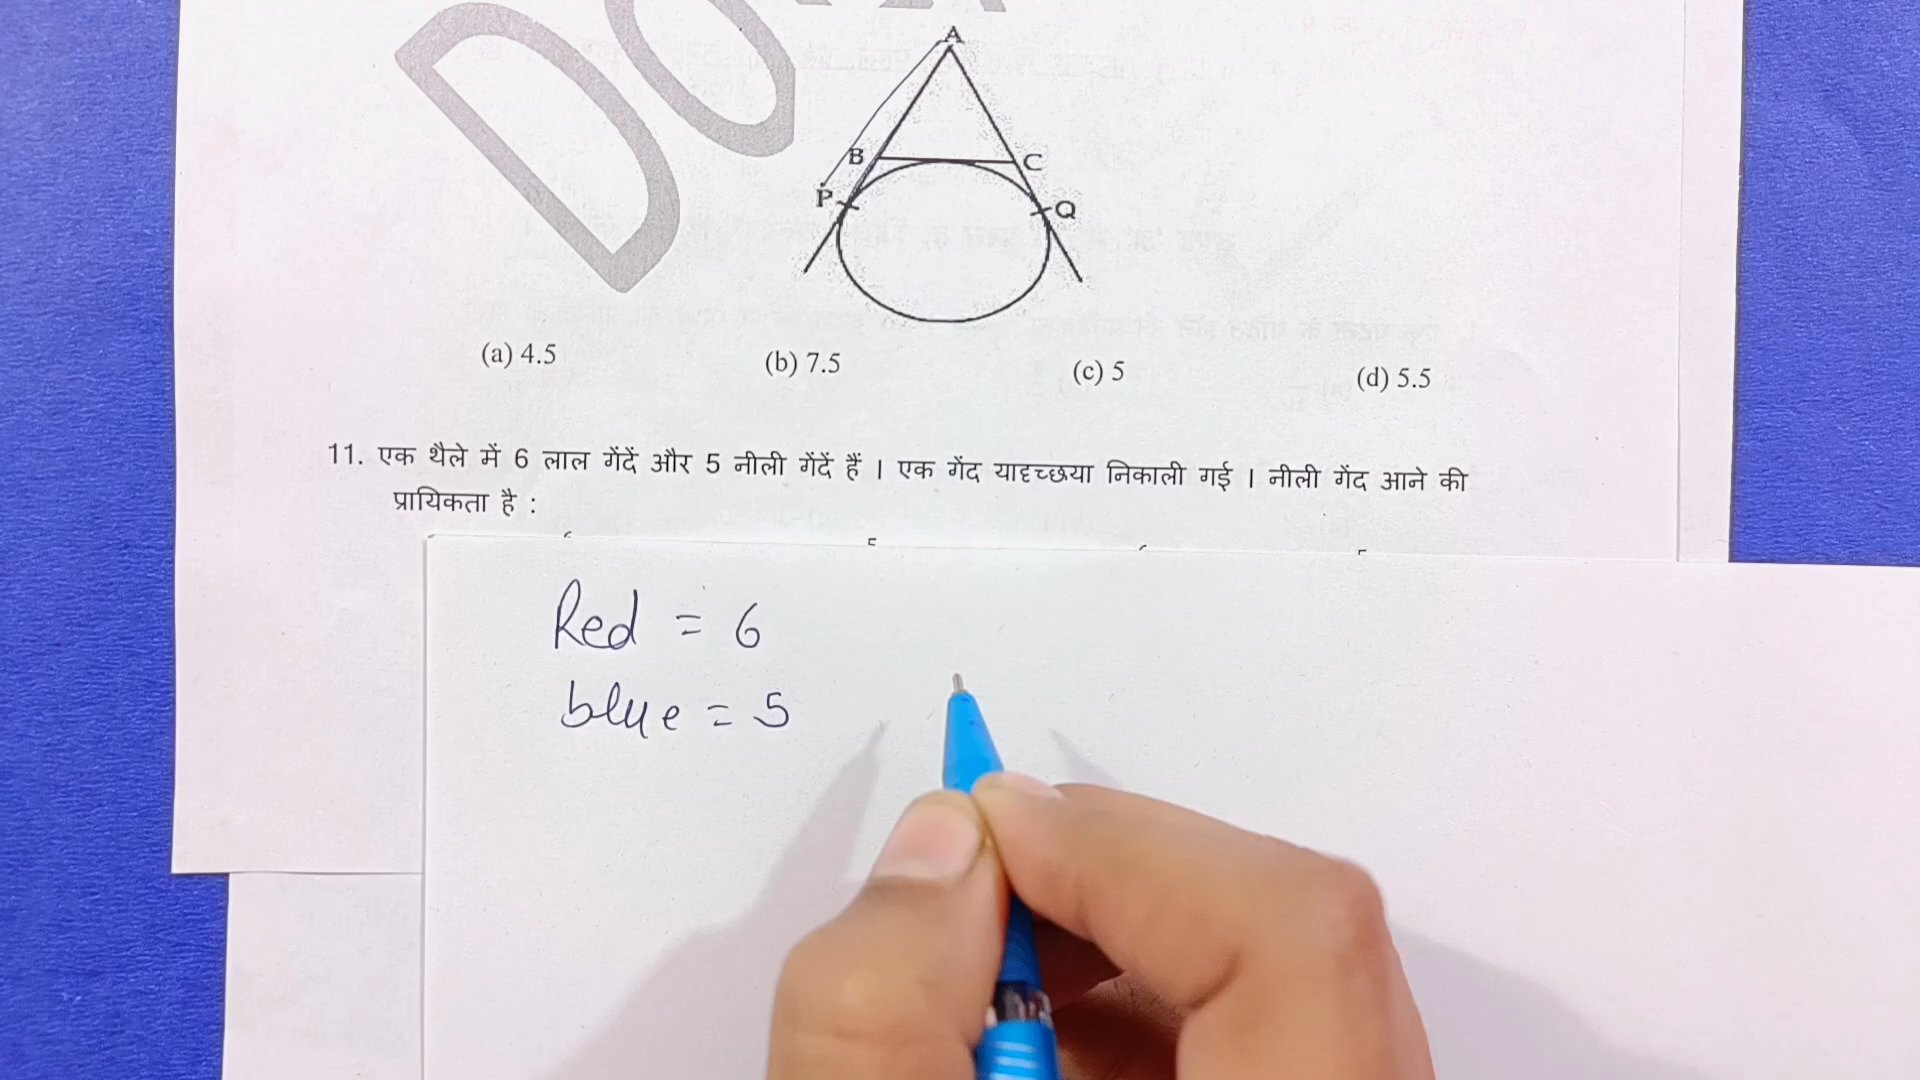 A
B
C
P
Q
(a) 4.5 (b) 7.5 (c) 5 (d) 5.5
11. एक थैले में 6 लाल गेंदें और 5 नीली गेंदें हैं । एक गेंद यादृच्छया निकाली गई । नीली गेंद आने की
प्रायिकता है :
Red = 6
blue = 5